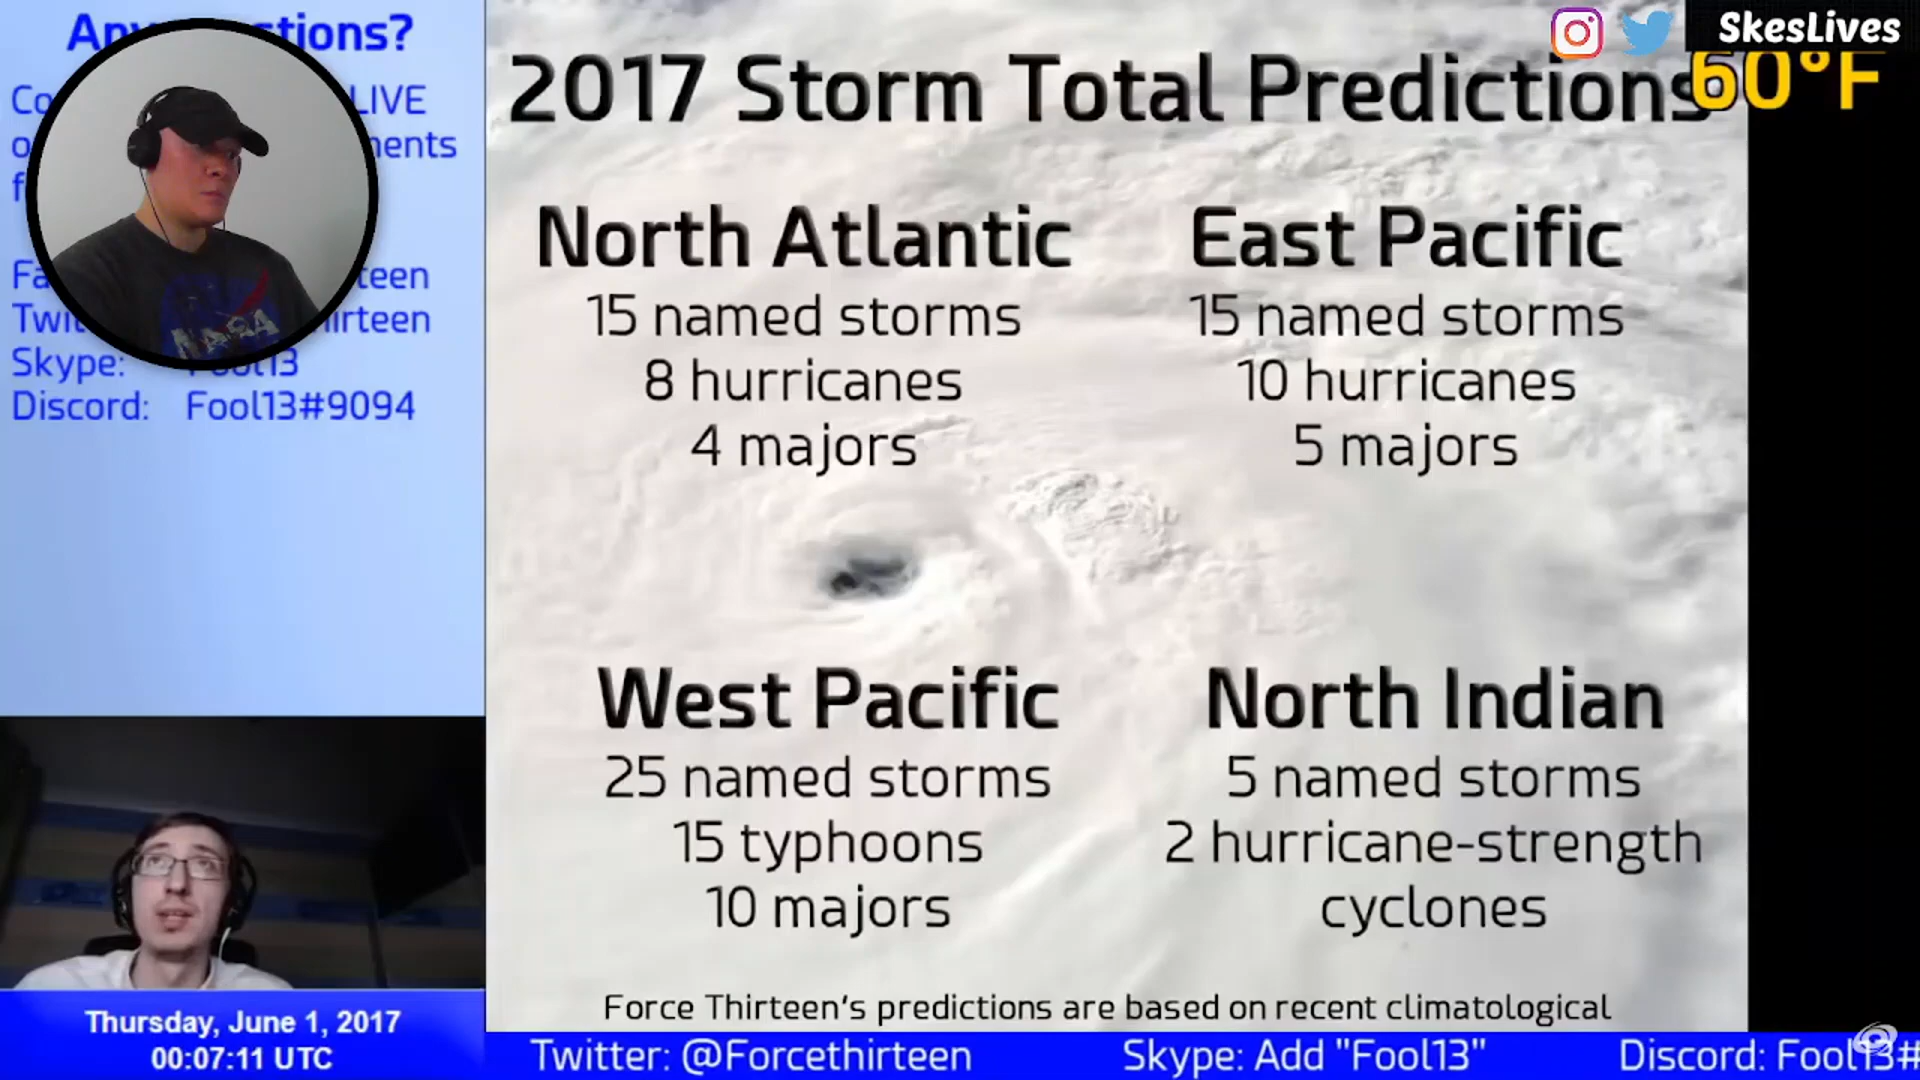 SkesLives
60°F
tions?
LIVE
ments
teen
Skype:
Discord: Fool13#9094
NASA
2017 Storm Total Predictions
North Atlantic
15 named storms
8 hurricanes
4 majors
East Pacific
15 named storms
10 hurricanes
5 majors
West Pacific
25 named storms
15 typhoons
10 majors
North Indian
5 named storms
2 hurricane-strength
cyclones
Force Thirteen's predictions are based on recent climatological
Thursday, June 1, 2017
00:07:11 UTC
Twitter: @Forcethirteen Skype: Add "Fool13" Discord: Fool13#